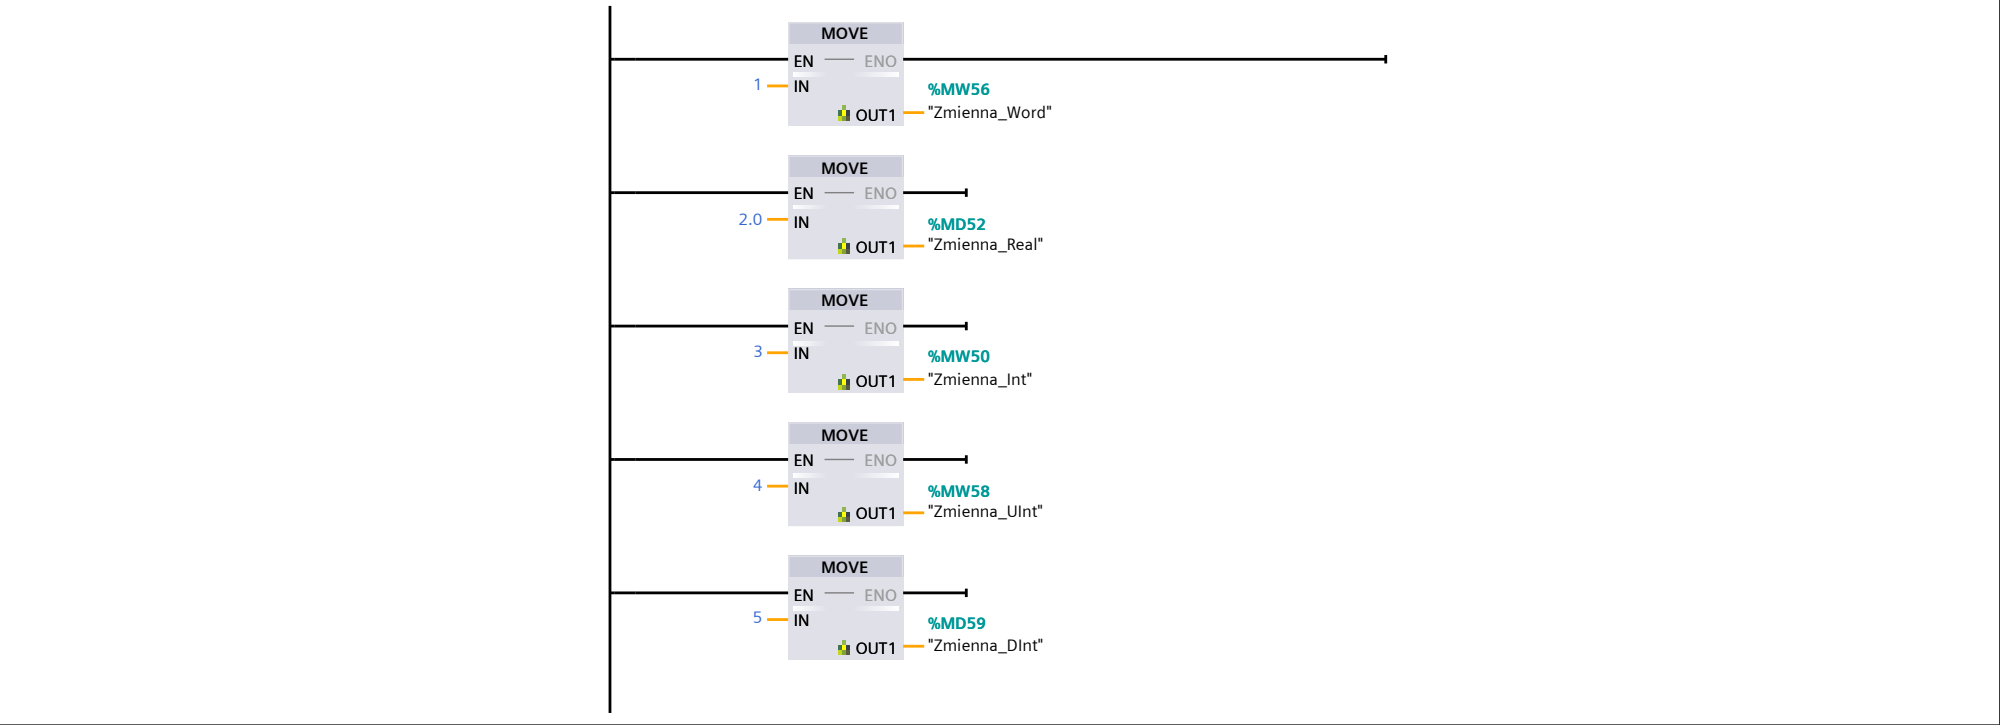 MOVE
EN ENO
1 IN
%MW56
OUT1 "Zmienna_Word"
MOVE
EN ENO
2.0 IN
%MD52
OUT1 "Zmienna_Real"
MOVE
EN ENO
3 IN
%MW50
OUT1 "Zmienna_Int"
MOVE
EN ENO
4 IN
%MW58
OUT1 "Zmienna_UInt"
MOVE
EN ENO
5 IN
%MD59
OUT1 "Zmienna_DInt"